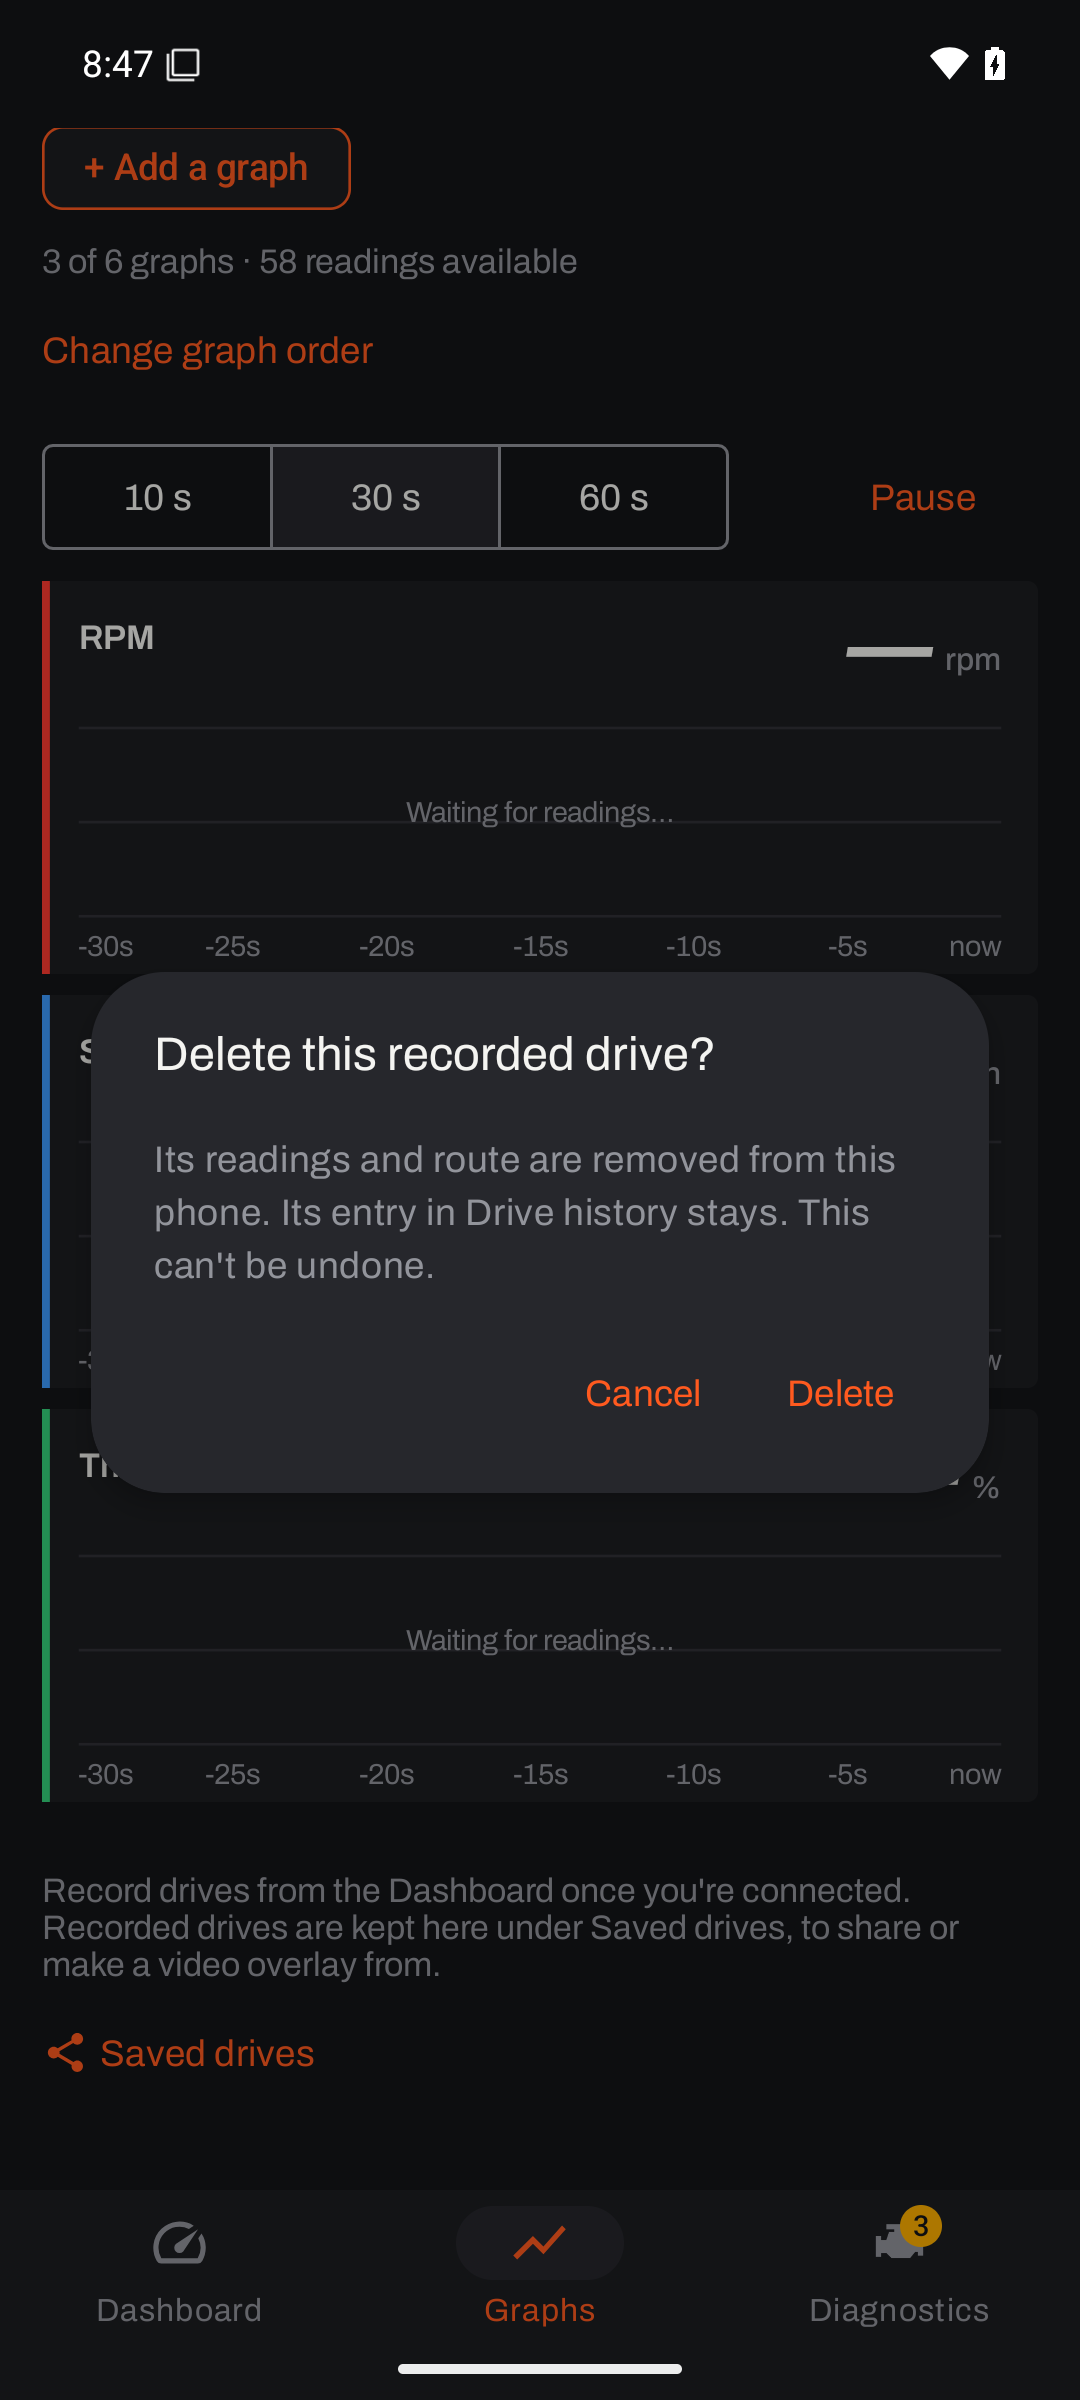 8:47
+ Add a graph
3 of 6 graphs · 58 readings available
Change graph order
10 s
30 s
60 s
Pause
RPM
rpm
Waiting for readings...
-30s
-25s
-20s
-15s
-10s
-5s
now
Delete this recorded drive?
Its readings and route are removed from this
phone. Its entry in Drive history stays. This
can't be undone.
Cancel
Delete
%
Waiting for readings...
-30s
-25s
-20s
-15s
-10s
-5s
now
Record drives from the Dashboard once you're connected.
Recorded drives are kept here under Saved drives, to share or
make a video overlay from.
Saved drives
3
Dashboard
Graphs
Diagnostics